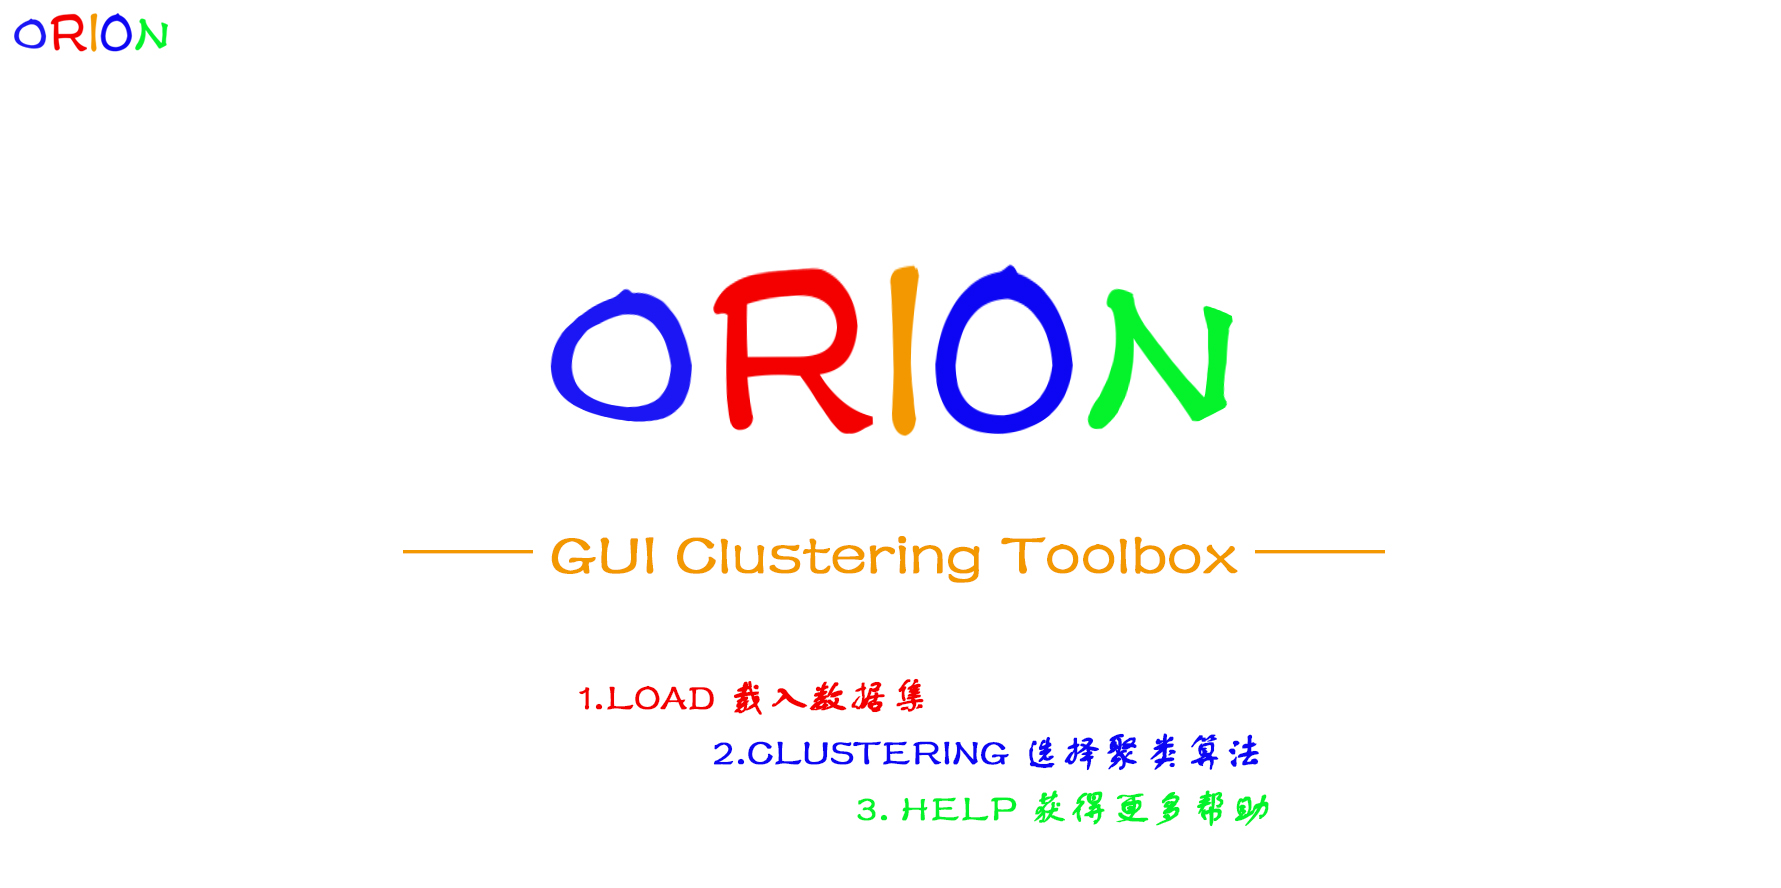 ORION
ORION
GUI Clustering Toolbox
1.LOAD 载入数据集
2.CLUSTERING 选择聚类算法
3. HELP 获得更多帮助